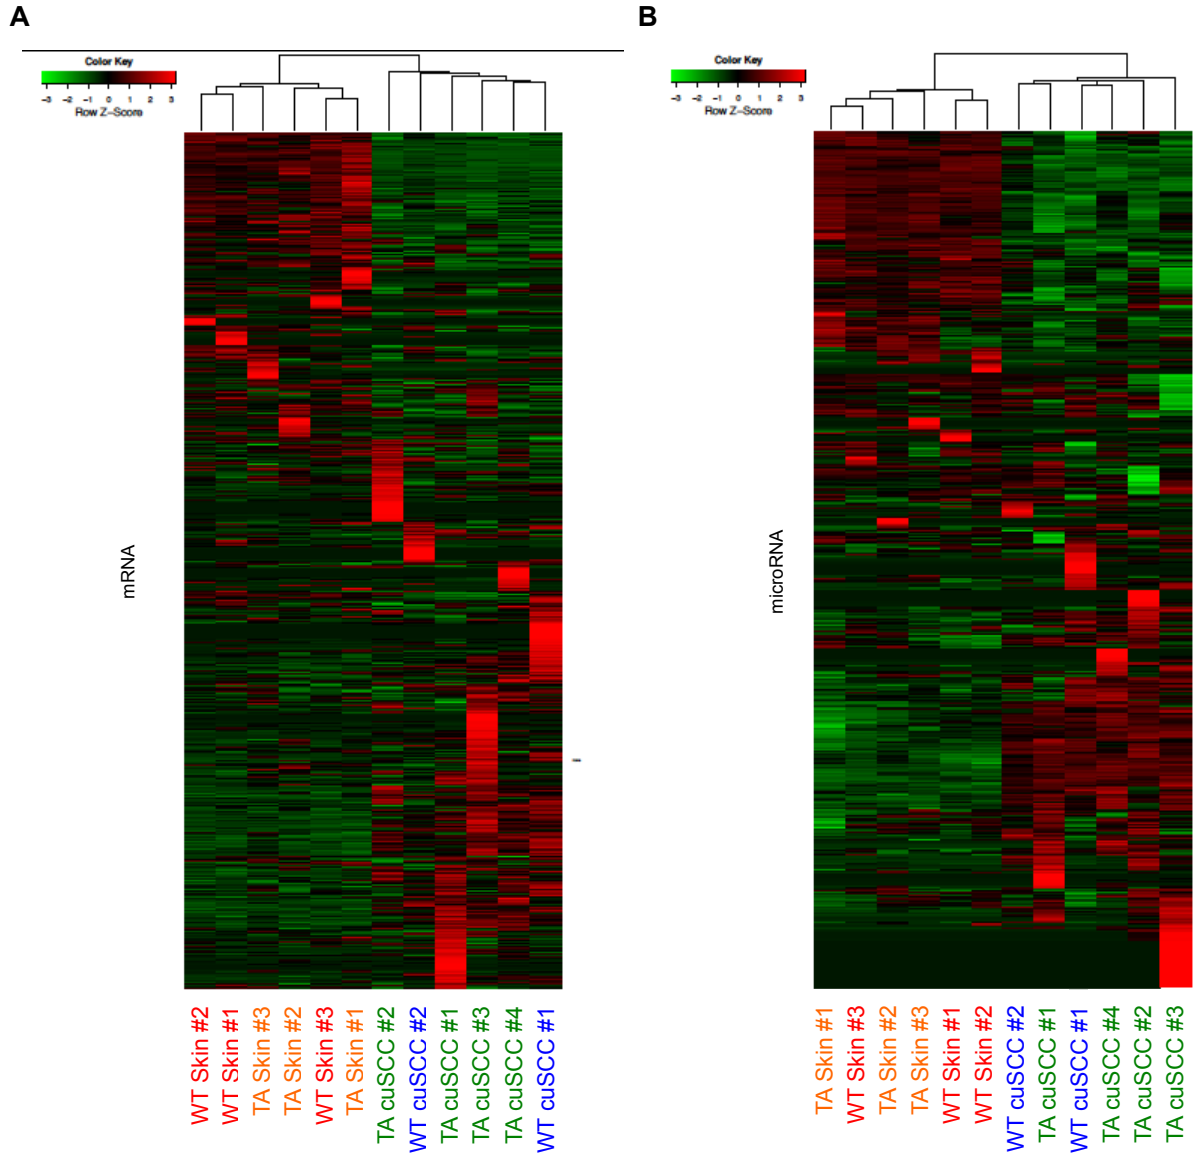 A
B
Color Key
-3 -2 -1 0 1 2 3
Row Z-Score
Color Key
-3 -2 -1 0 1 2 3
Row Z-Score
mRNA
microRNA
WT Skin #2
WT Skin #1
TA Skin #3
TA Skin #2
WT Skin #3
TA Skin #1
TA cuSCC #2
WT cuSCC #2
TA cuSCC #1
TA cuSCC #3
TA cuSCC #4
WT cuSCC #1
TA Skin #1
WT Skin #3
TA Skin #2
TA Skin #3
WT Skin #1
WT Skin #2
WT cuSCC #2
TA cuSCC #1
WT cuSCC #1
TA cuSCC #4
TA cuSCC #2
TA cuSCC #3